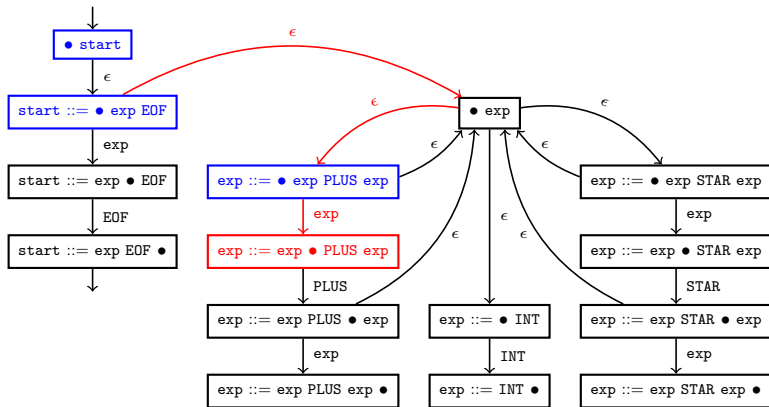 ϵ
● start
ϵ
ϵ
ϵ
start ::= ● exp EOF
● exp
exp
ϵ
ϵ
start ::= exp ● EOF
exp ::= ● exp PLUS exp
exp ::= ● exp STAR exp
EOF
exp
ϵ
ϵ
ϵ
exp
start ::= exp EOF ●
exp ::= exp ● PLUS exp
exp ::= exp ● STAR exp
PLUS
STAR
exp ::= exp PLUS ● exp
exp ::= ● INT
exp ::= exp STAR ● exp
exp
INT
exp
exp ::= exp PLUS exp ●
exp ::= INT ●
exp ::= exp STAR exp ●